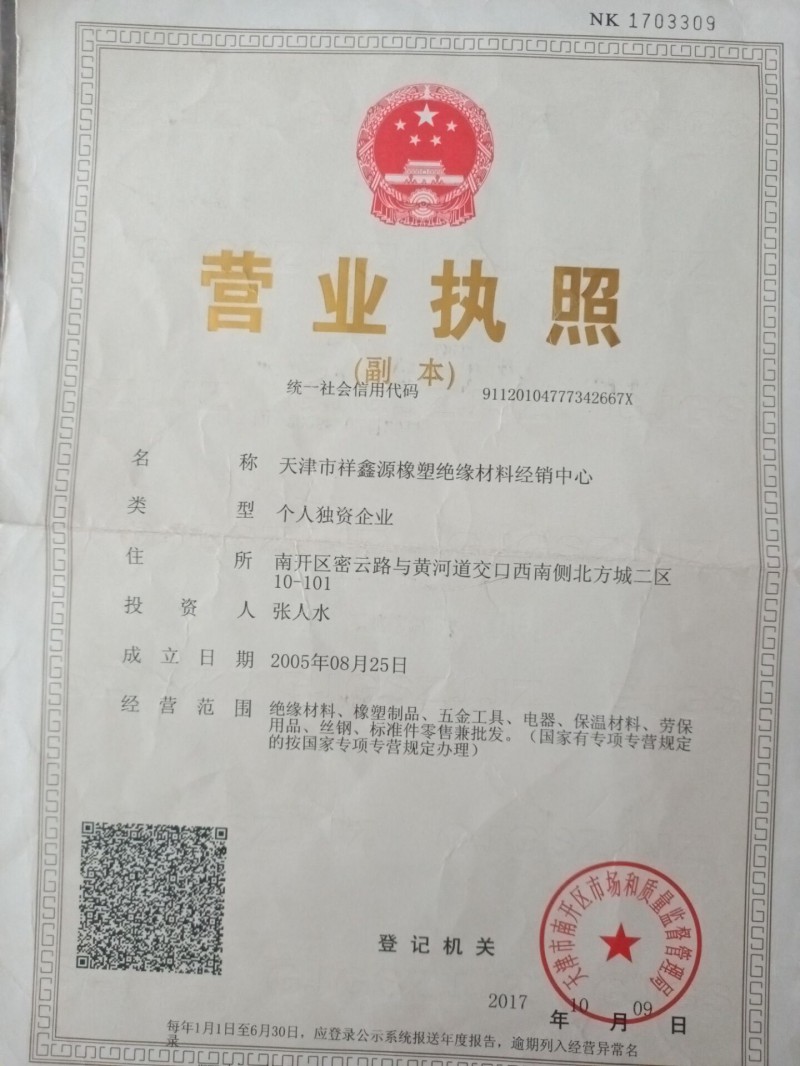 NK 1703309
营业执照
(副 本)
统一社会信用代码 91120104777342667X
名 称 天津市祥鑫源橡塑绝缘材料经销中心
类 型 个人独资企业
住 所 南开区密云路与黄河道交口西南侧北方城二区
10-101
投 资 人 张人水
成 立 日 期 2005年08月25日
经 营 范 围 绝缘材料、橡塑制品、五金工具、电器、保温材料、劳保
用品、丝钢、标准件零售兼批发。（国家有专项专营规定
的按国家专项专营规定办理）
天津市南开区市场和质量监督管理局
登 记 机 关
2017 年 10 月 09 日
每年1月1日至6月30日，应登录公示系统报送年度报告，逾期列入经营异常名
录